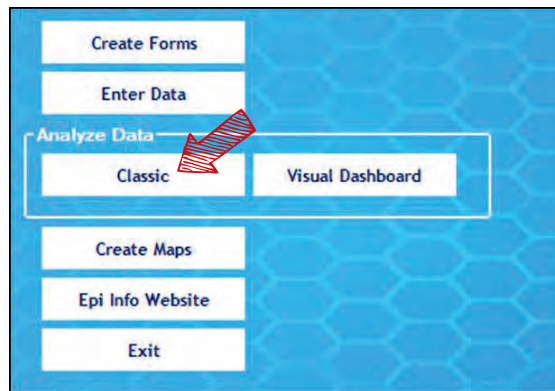 Create Forms
Enter Data
Analyze Data
Classic Visual Dashboard
Create Maps
Epi Info Website
Exit